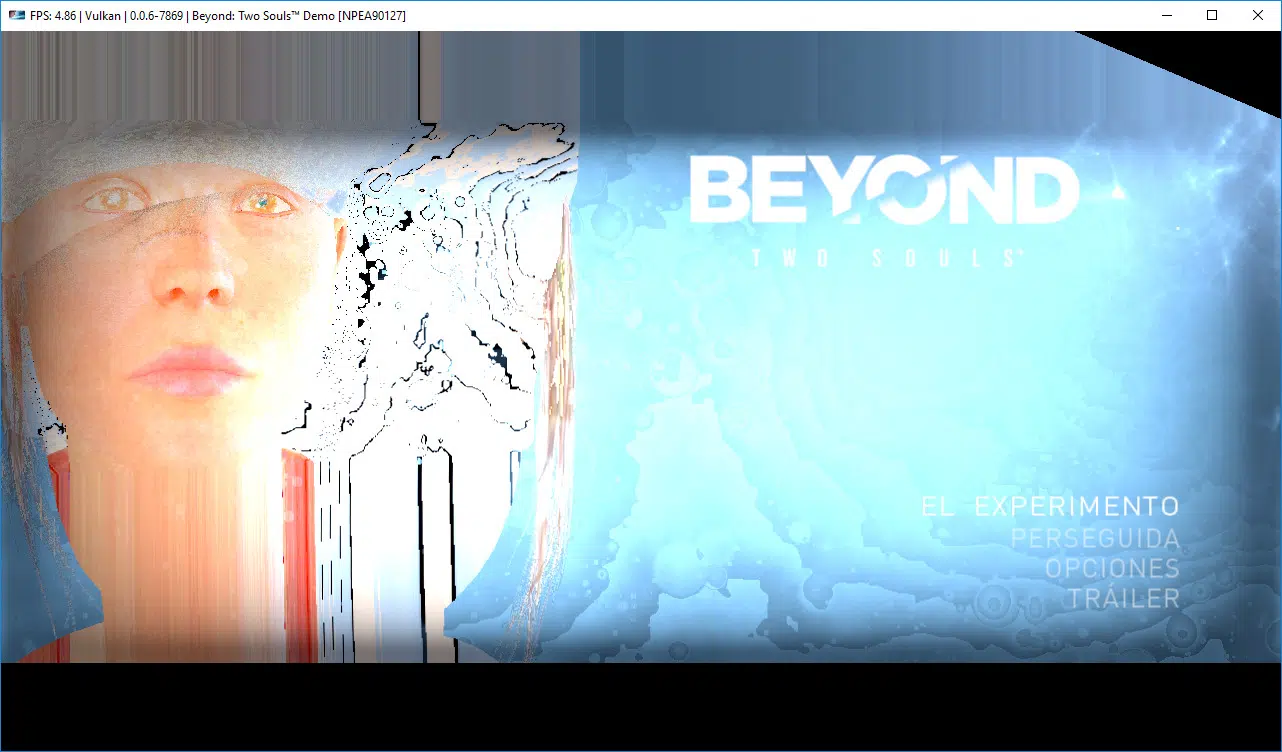 FPS: 4.86 | Vulkan | 0.0.6-7869 | Beyond: Two Souls™ Demo [NPEA90127]
BEYOND
TWO SOULS™
EL EXPERIMENTO
PERSEGUIDA
OPCIONES
TRÁILER